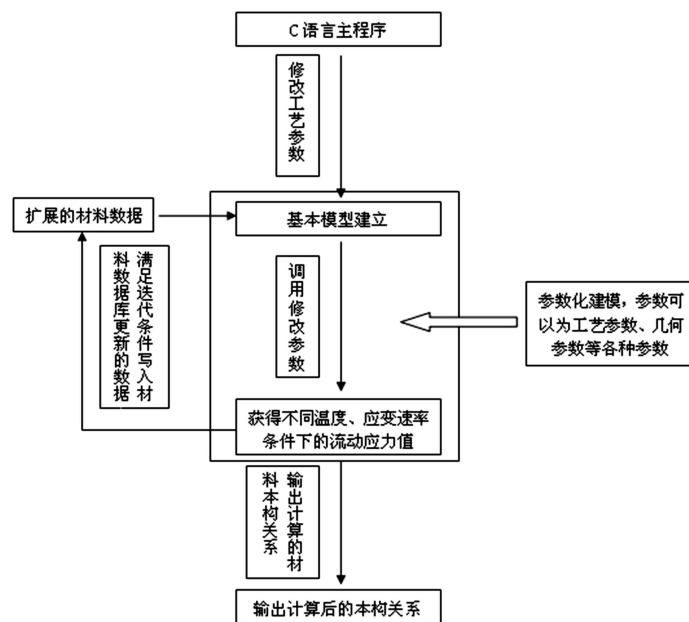 C语言主程序
修改工艺参数
扩展的材料数据
基本模型建立
满足迭代条件写入材
料数据库更新的数据
调用修改参数
参数化建模，参数可
以为工艺参数、几何
参数等各种参数
获得不同温度、应变速率
条件下的流动应力值
输出计算的材
料本构关系
输出计算后的本构关系